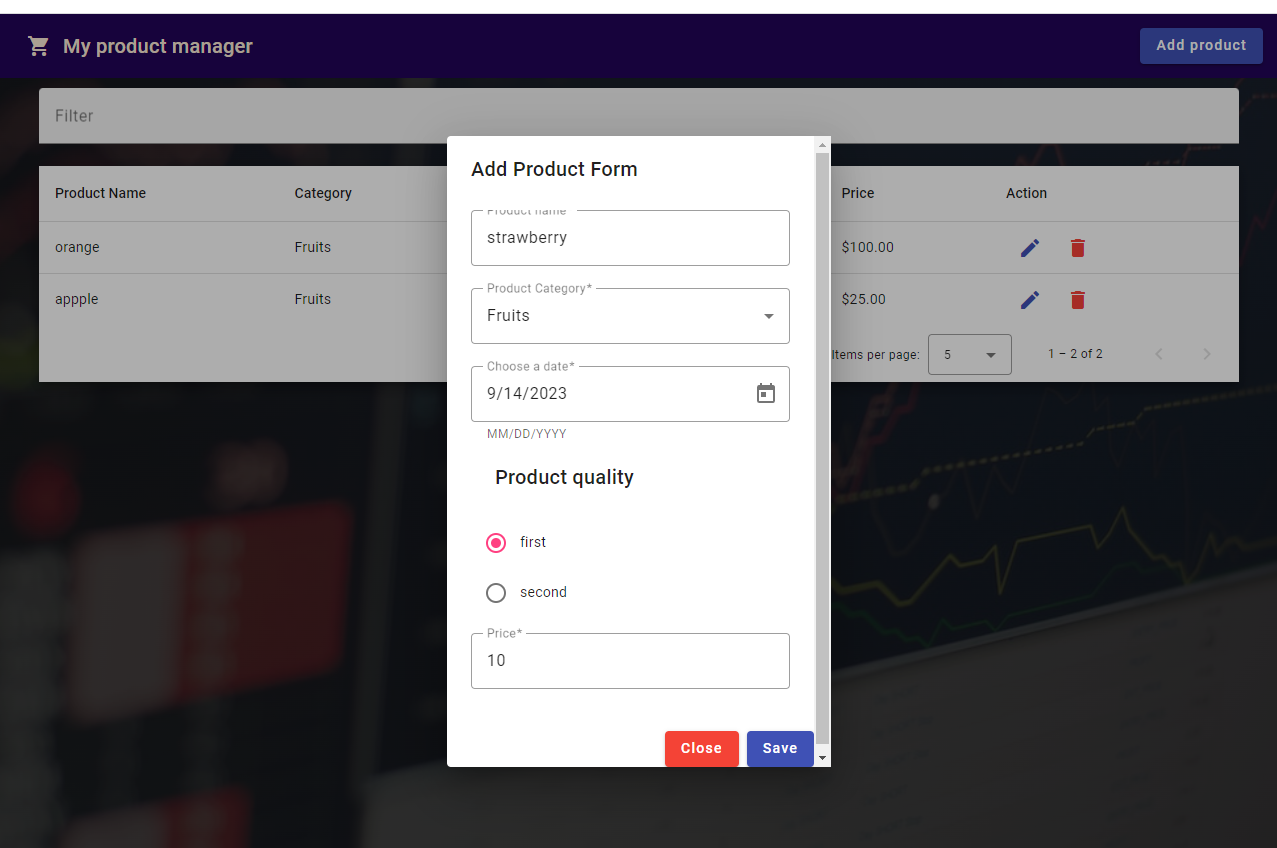 My product manager
Add product
Filter
Product Name Category Price Action
orange Fruits $100.00
appple Fruits $25.00
Items per page: 5 1 – 2 of 2
Add Product Form
Product name
strawberry
Product Category*
Fruits
Choose a date*
9/14/2023
MM/DD/YYYY
Product quality
first
second
Price*
10
Close Save